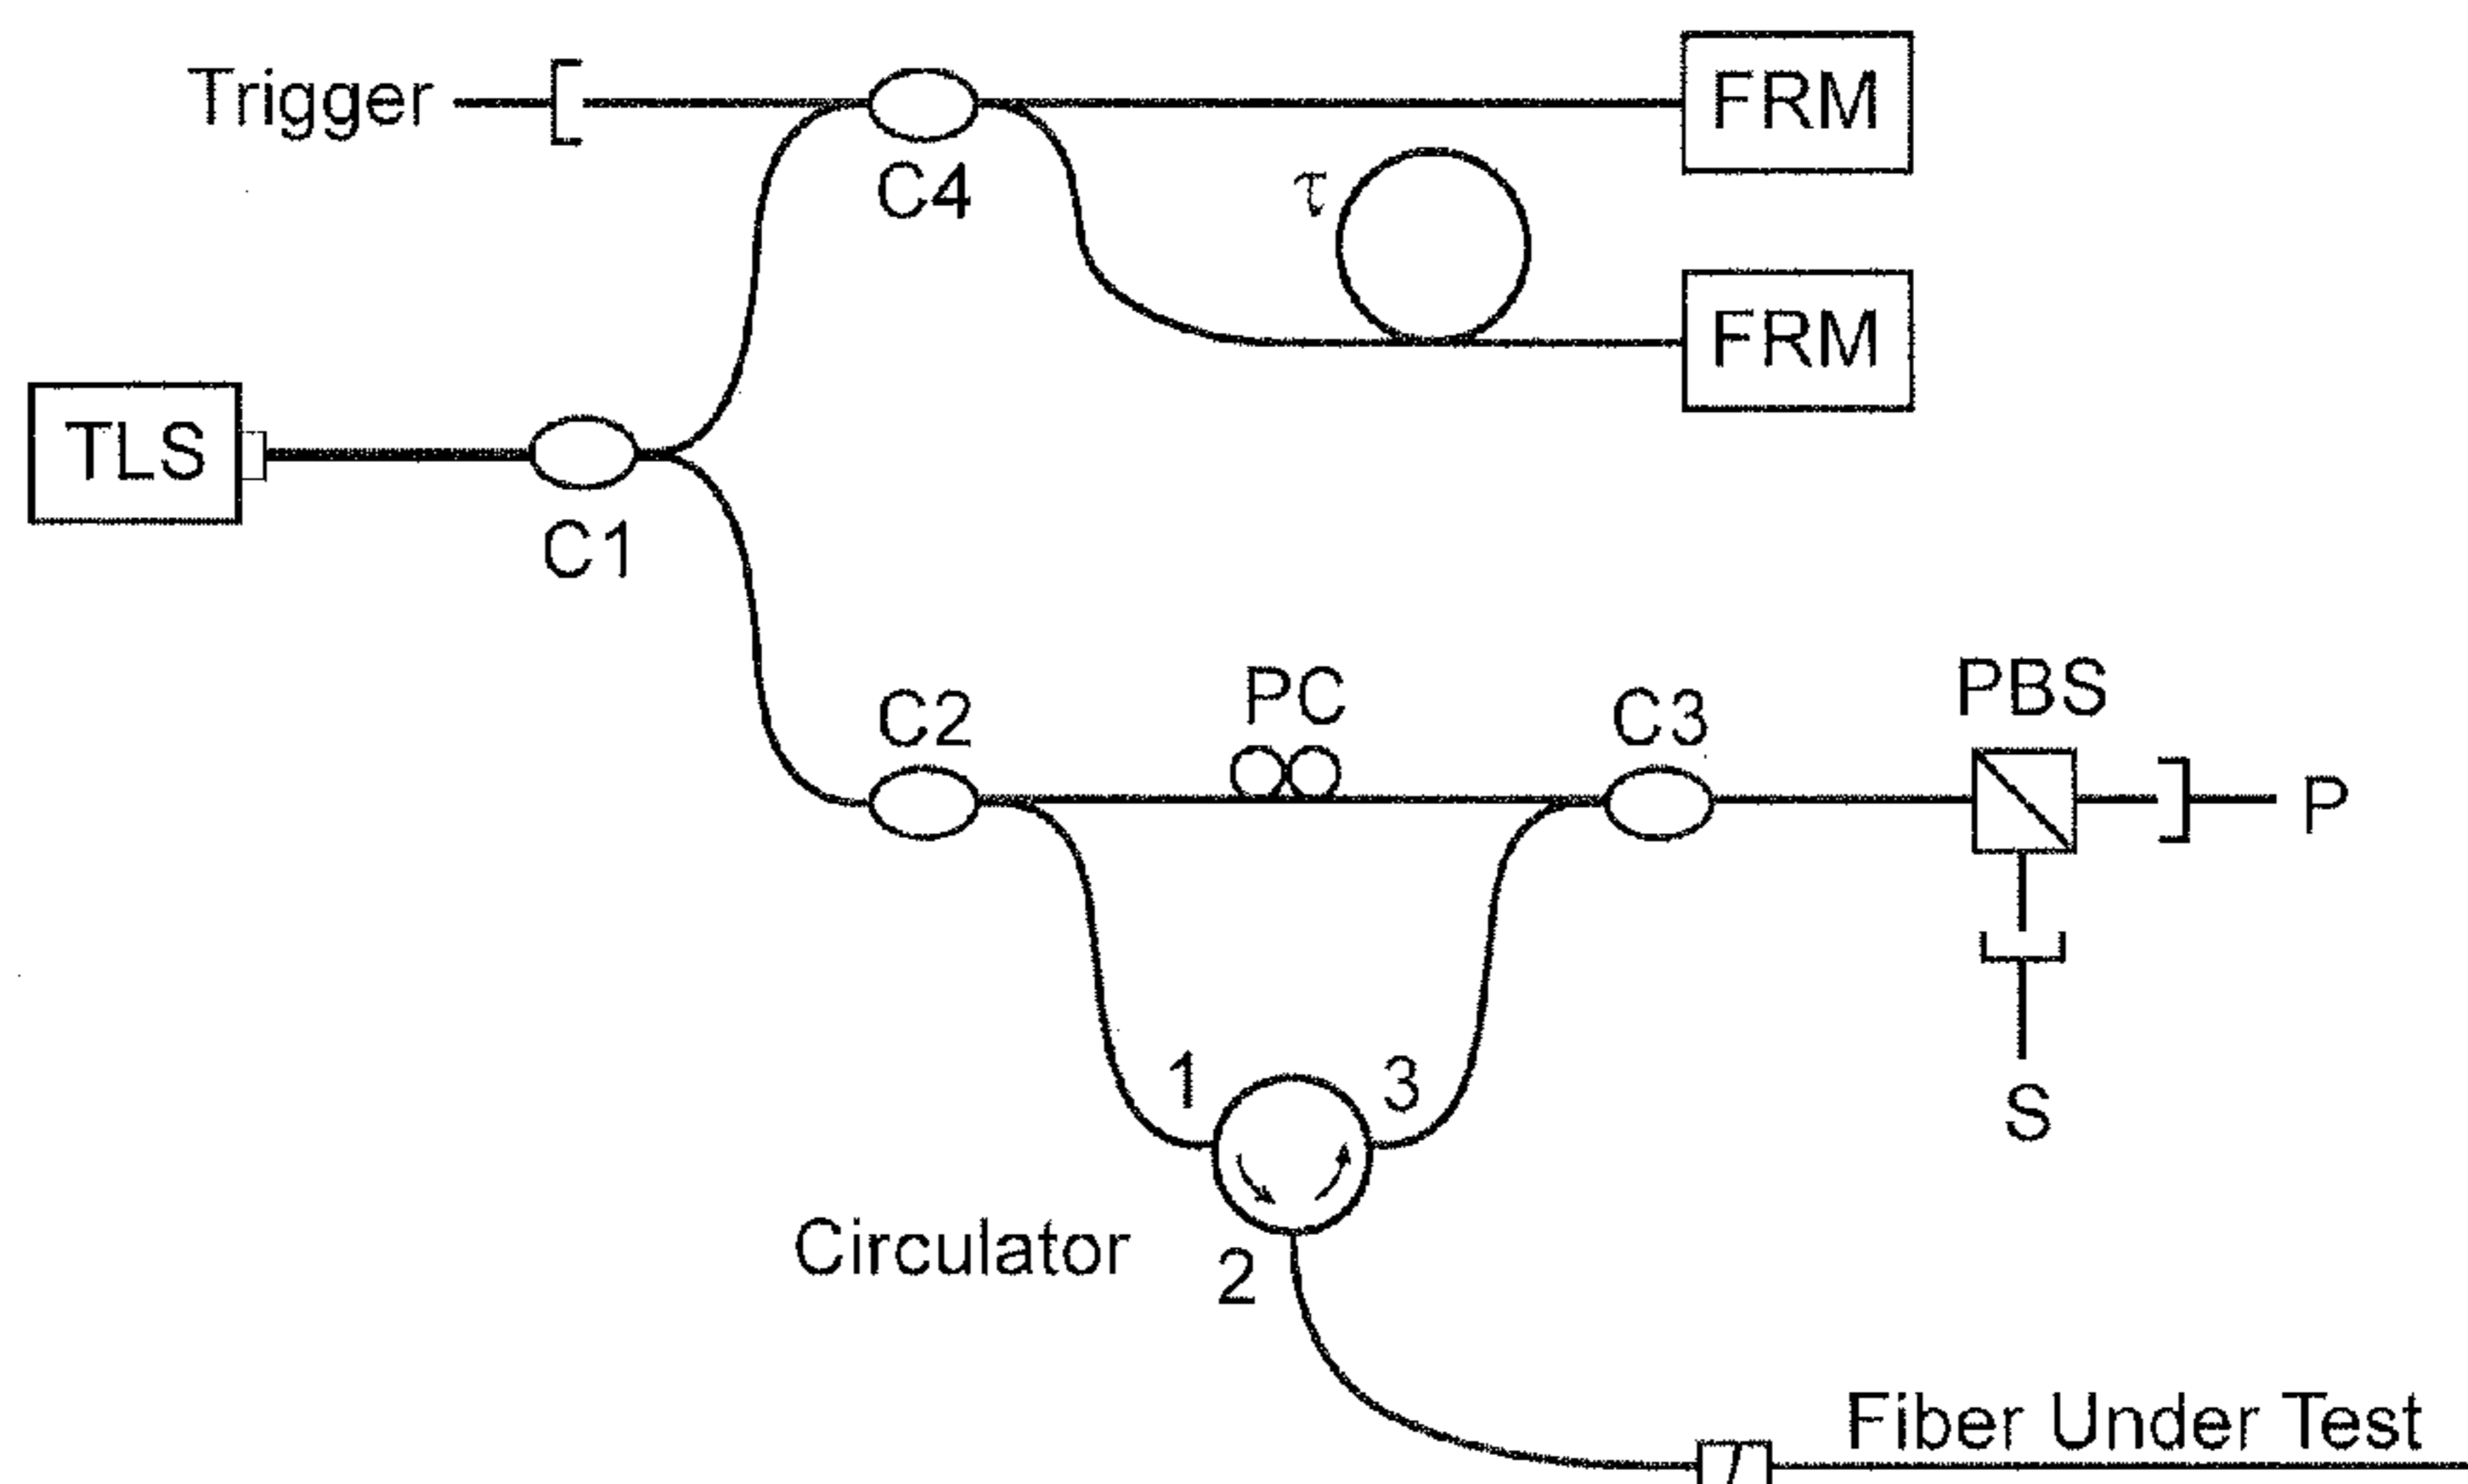 Trigger
C4
FRM
τ
FRM
TLS
C1
C2
PC
C3
PBS
P
S
1
3
Circulator
2
Fiber Under Test